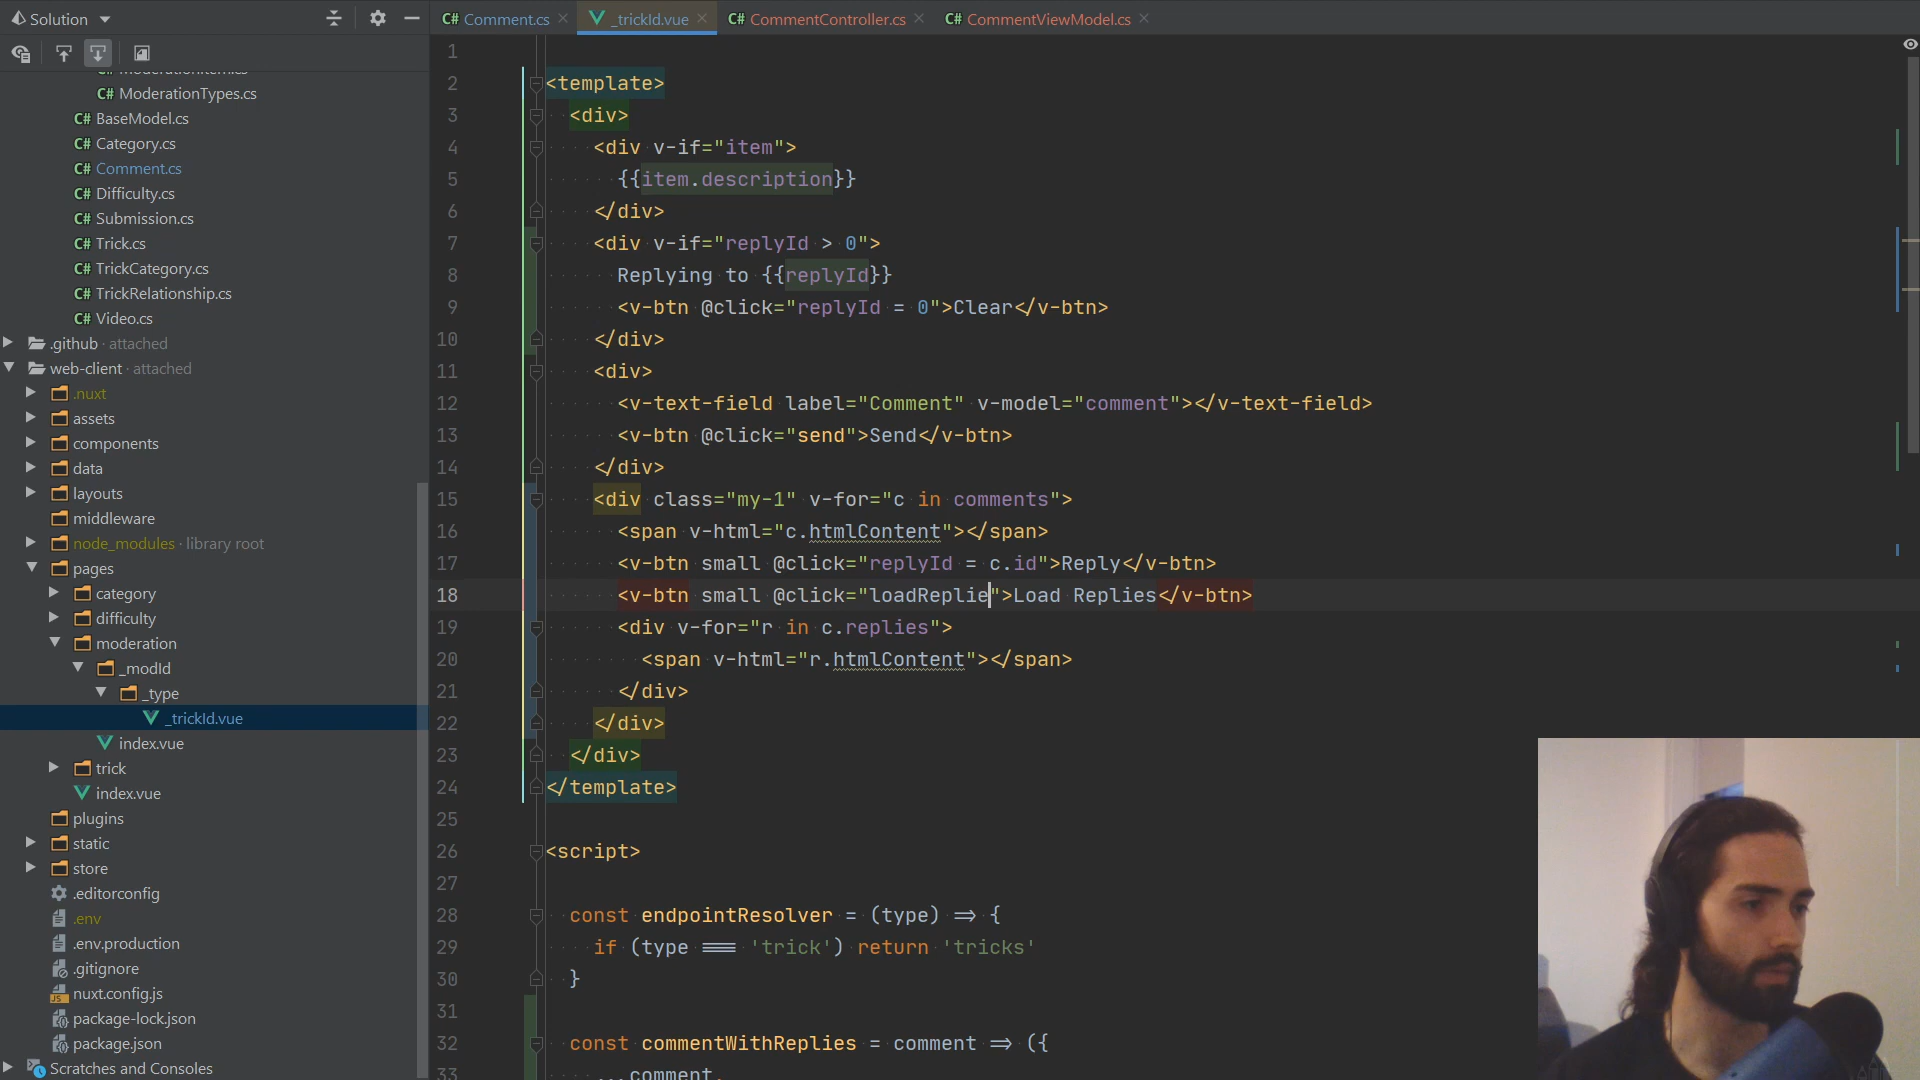 Solution
Comment.cs
_trickId.vue
CommentController.cs
CommentViewModel.cs
C# ModerationTypes.cs
C# BaseModel.cs
C# Category.cs
C# Comment.cs
C# Difficulty.cs
C# Submission.cs
C# Trick.cs
C# TrickCategory.cs
C# TrickRelationship.cs
C# Video.cs
.github · attached
web-client · attached
.nuxt
assets
components
data
layouts
middleware
node_modules · library root
pages
category
difficulty
moderation
_modId
_type
_trickId.vue
index.vue
trick
index.vue
plugins
static
store
.editorconfig
.env
.env.production
.gitignore
nuxt.config.js
package-lock.json
package.json
Scratches and Consoles
1
2 <template>
3 <div>
4 <div v-if="item">
5 {{item.description}}
6 </div>
7 <div v-if="replyId > 0">
8 Replying to {{replyId}}
9 <v-btn @click="replyId = 0">Clear</v-btn>
10 </div>
11 <div>
12 <v-text-field label="Comment" v-model="comment"></v-text-field>
13 <v-btn @click="send">Send</v-btn>
14 </div>
15 <div class="my-1" v-for="c in comments">
16 <span v-html="c.htmlContent"></span>
17 <v-btn small @click="replyId = c.id">Reply</v-btn>
18 <v-btn small @click="loadReplie">Load Replies</v-btn>
19 <div v-for="r in c.replies">
20 <span v-html="r.htmlContent"></span>
21 </div>
22 </div>
23 </div>
24 </template>
25
26 <script>
27
28 const endpointResolver = (type) => {
29 if (type === 'trick') return 'tricks'
30 }
31
32 const commentWithReplies = comment => ({
33 ...comment,